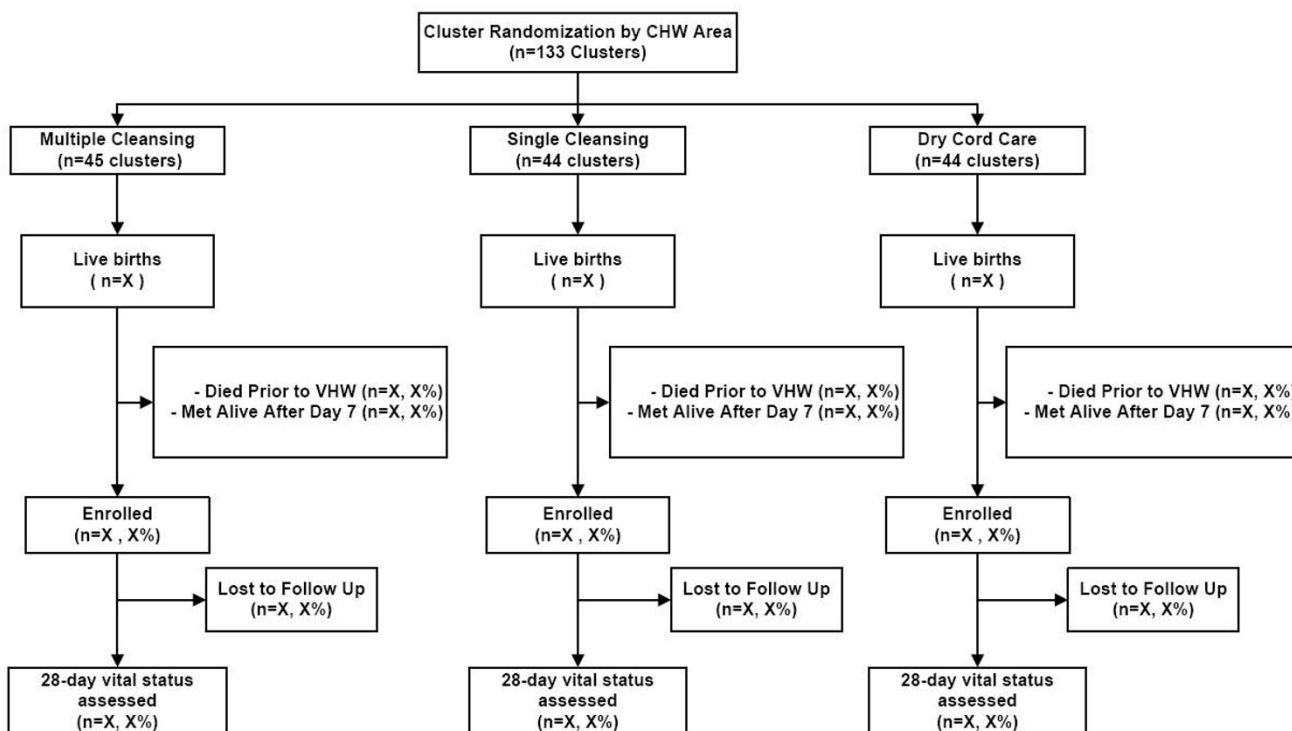 Cluster Randomization by CHW Area
(n=133 Clusters)
Multiple Cleansing
(n=45 clusters)
Single Cleansing
(n=44 clusters)
Dry Cord Care
(n=44 clusters)
Live births
( n=X )
Live births
( n=X )
Live births
( n=X )
- Died Prior to VHW (n=X, X%)
- Met Alive After Day 7 (n=X, X%)
- Died Prior to VHW (n=X, X%)
- Met Alive After Day 7 (n=X, X%)
- Died Prior to VHW (n=X, X%)
- Met Alive After Day 7 (n=X, X%)
Enrolled
(n=X , X%)
Enrolled
(n=X , X%)
Enrolled
(n=X , X%)
Lost to Follow Up
(n=X, X%)
Lost to Follow Up
(n=X, X%)
Lost to Follow Up
(n=X, X%)
28-day vital status
assessed
(n=X, X%)
28-day vital status
assessed
(n=X, X%)
28-day vital status
assessed
(n=X, X%)